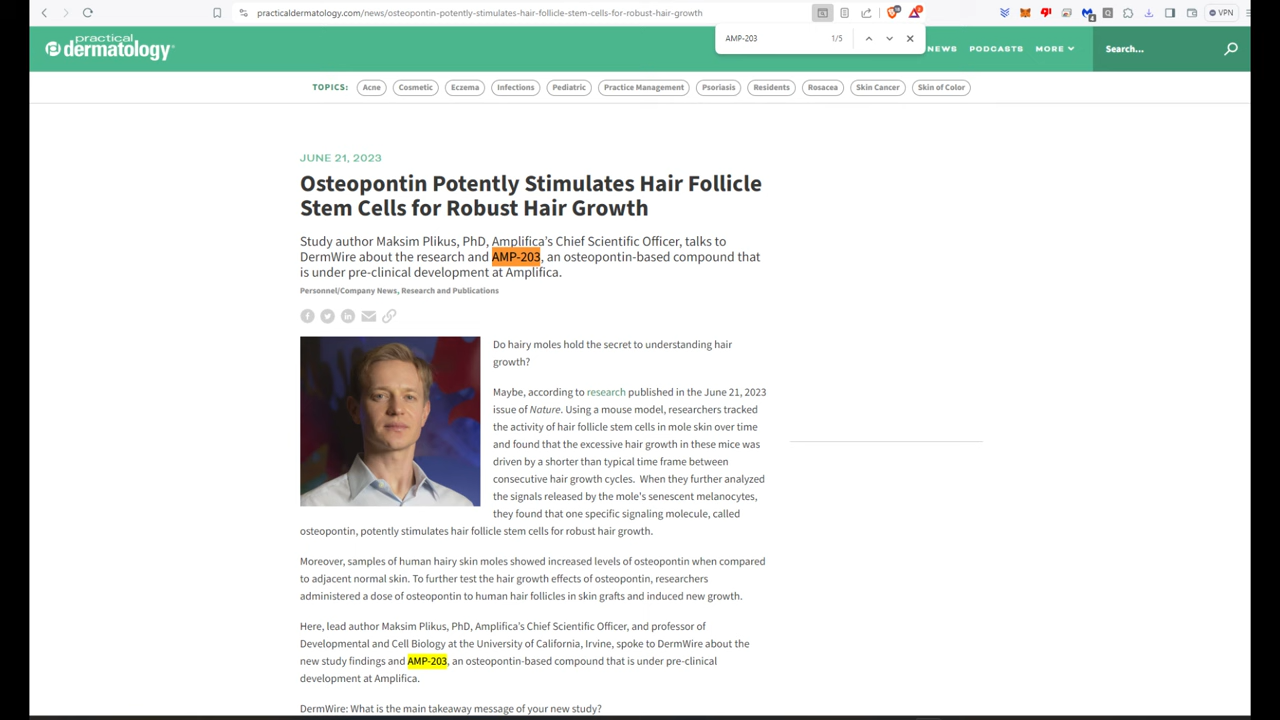 practicaldermatology.com/news/osteopontin-potently-stimulates-hair-follicle-stem-cells-for-robust-hair-growth
VPN
AMP-203
1/5
practical
dermatology
NEWS
PODCASTS
MORE
Search...
TOPICS:
Acne
Cosmetic
Eczema
Infections
Pediatric
Practice Management
Psoriasis
Residents
Rosacea
Skin Cancer
Skin of Color
JUNE 21, 2023
Osteopontin Potently Stimulates Hair Follicle
Stem Cells for Robust Hair Growth
Study author Maksim Plikus, PhD, Amplifica's Chief Scientific Officer, talks to
DermWire about the research and AMP-203, an osteopontin-based compound that
is under pre-clinical development at Amplifica.
Personnel/Company News, Research and Publications
Do hairy moles hold the secret to understanding hair
growth?
Maybe, according to research published in the June 21, 2023
issue of Nature. Using a mouse model, researchers tracked
the activity of hair follicle stem cells in mole skin over time
and found that the excessive hair growth in these mice was
driven by a shorter than typical time frame between
consecutive hair growth cycles. When they further analyzed
the signals released by the mole's senescent melanocytes,
they found that one specific signaling molecule, called
osteopontin, potently stimulates hair follicle stem cells for robust hair growth.
Moreover, samples of human hairy skin moles showed increased levels of osteopontin when compared
to adjacent normal skin. To further test the hair growth effects of osteopontin, researchers
administered a dose of osteopontin to human hair follicles in skin grafts and induced new growth.
Here, lead author Maksim Plikus, PhD, Amplifica's Chief Scientific Officer, and professor of
Developmental and Cell Biology at the University of California, Irvine, spoke to DermWire about the
new study findings and AMP-203, an osteopontin-based compound that is under pre-clinical
development at Amplifica.
DermWire: What is the main takeaway message of your new study?